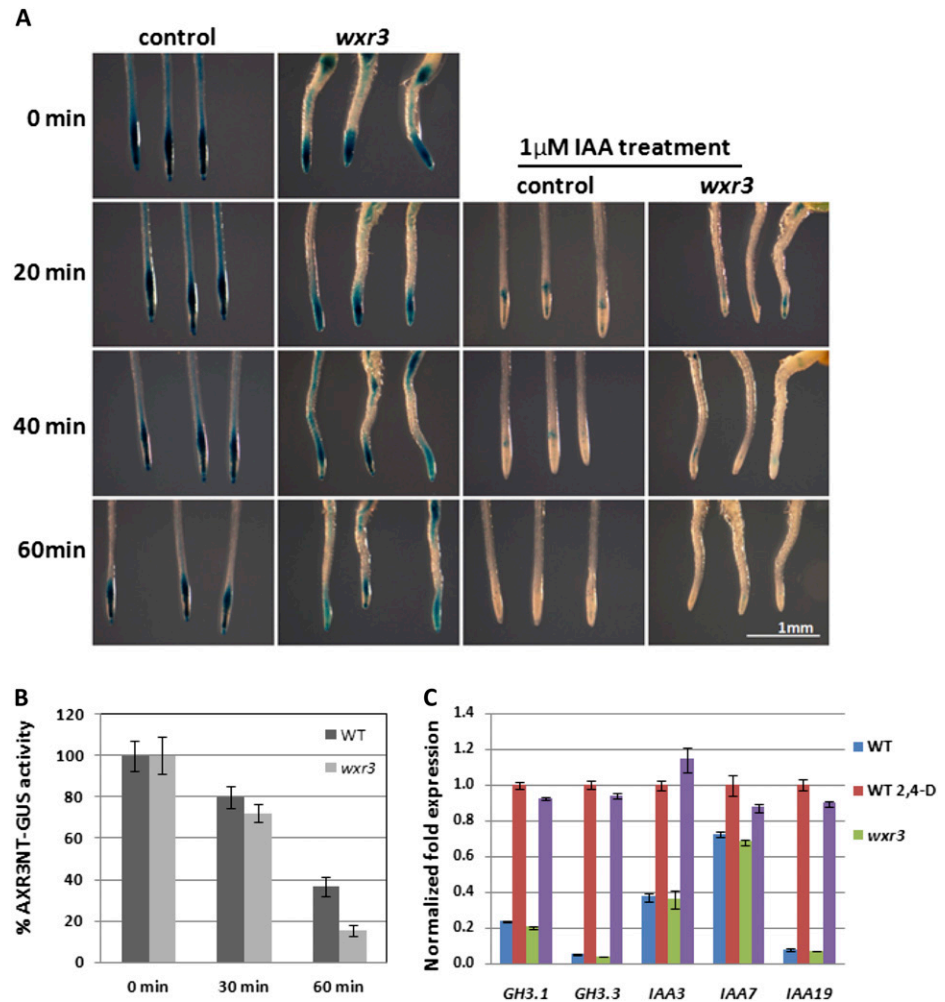 A
control wxr3
0 min
1μM IAA treatment
control wxr3
20 min
40 min
60min
1mm
B
120
100
80
60
40
20
0
% AXR3NT-GUS activity
WT
wxr3
0 min 30 min 60 min
C
1.4
1.2
1.0
0.8
0.6
0.4
0.2
0.0
Normalized fold expression
WT
WT 2,4-D
wxr3
GH3.1 GH3.3 IAA3 IAA7 IAA19